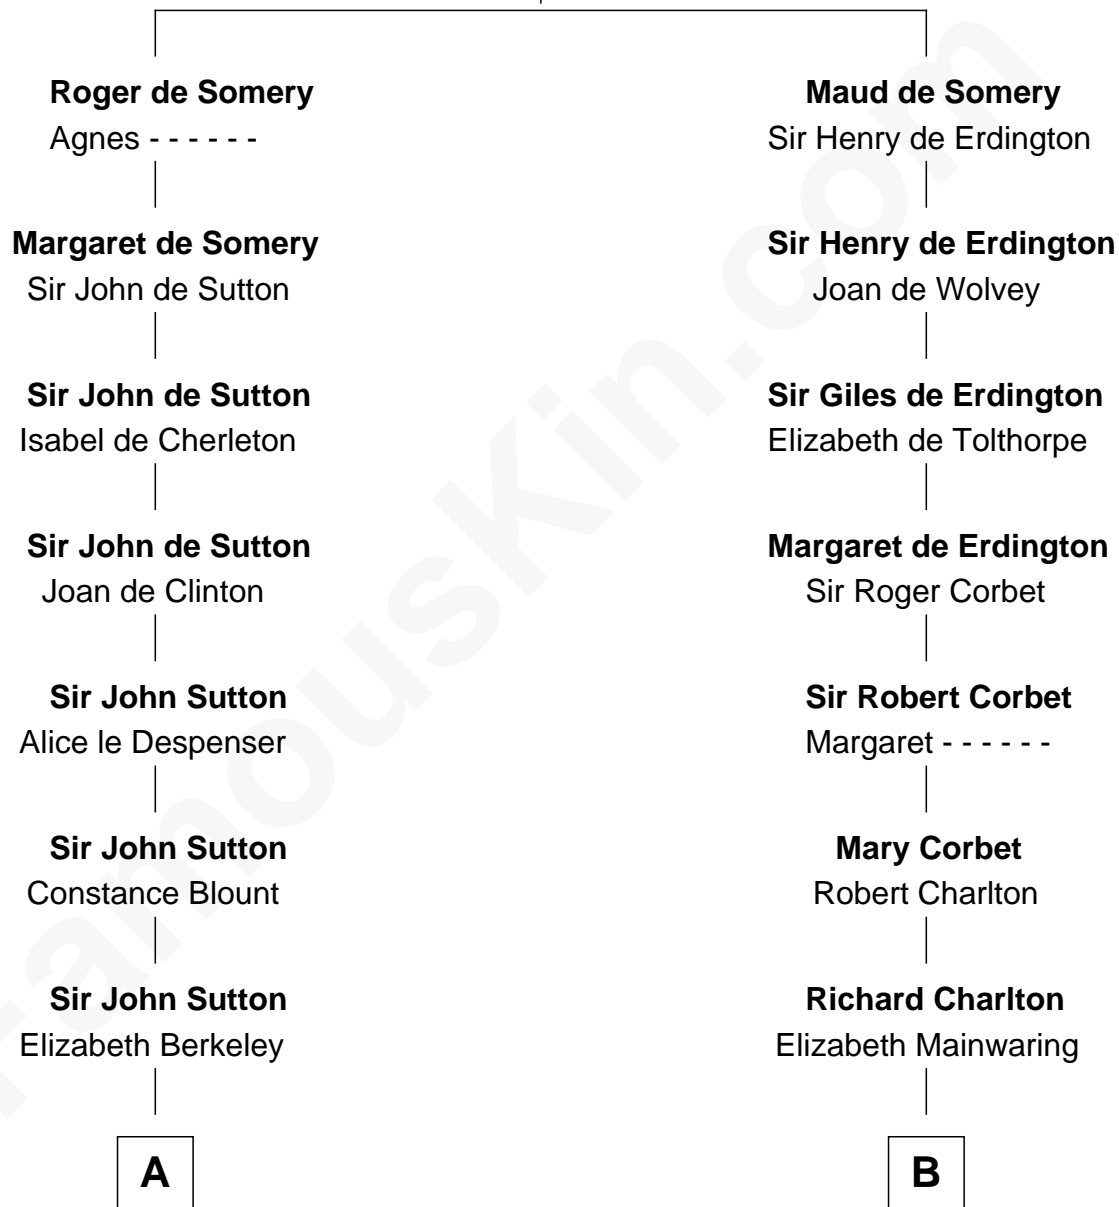 Roger de Somery
Agnes - - - - - -
Margaret de Somery
Sir John de Sutton
Sir John de Sutton
Isabel de Cherleton
Sir John de Sutton
Joan de Clinton
Sir John Sutton
Alice le Despenser
Sir John Sutton
Constance Blount
Sir John Sutton
Elizabeth Berkeley
A
Maud de Somery
Sir Henry de Erdington
Sir Henry de Erdington
Joan de Wolvey
Sir Giles de Erdington
Elizabeth de Tolthorpe
Margaret de Erdington
Sir Roger Corbet
Sir Robert Corbet
Margaret - - - - - -
Mary Corbet
Robert Charlton
Richard Charlton
Elizabeth Mainwaring
B
FamousKin.com